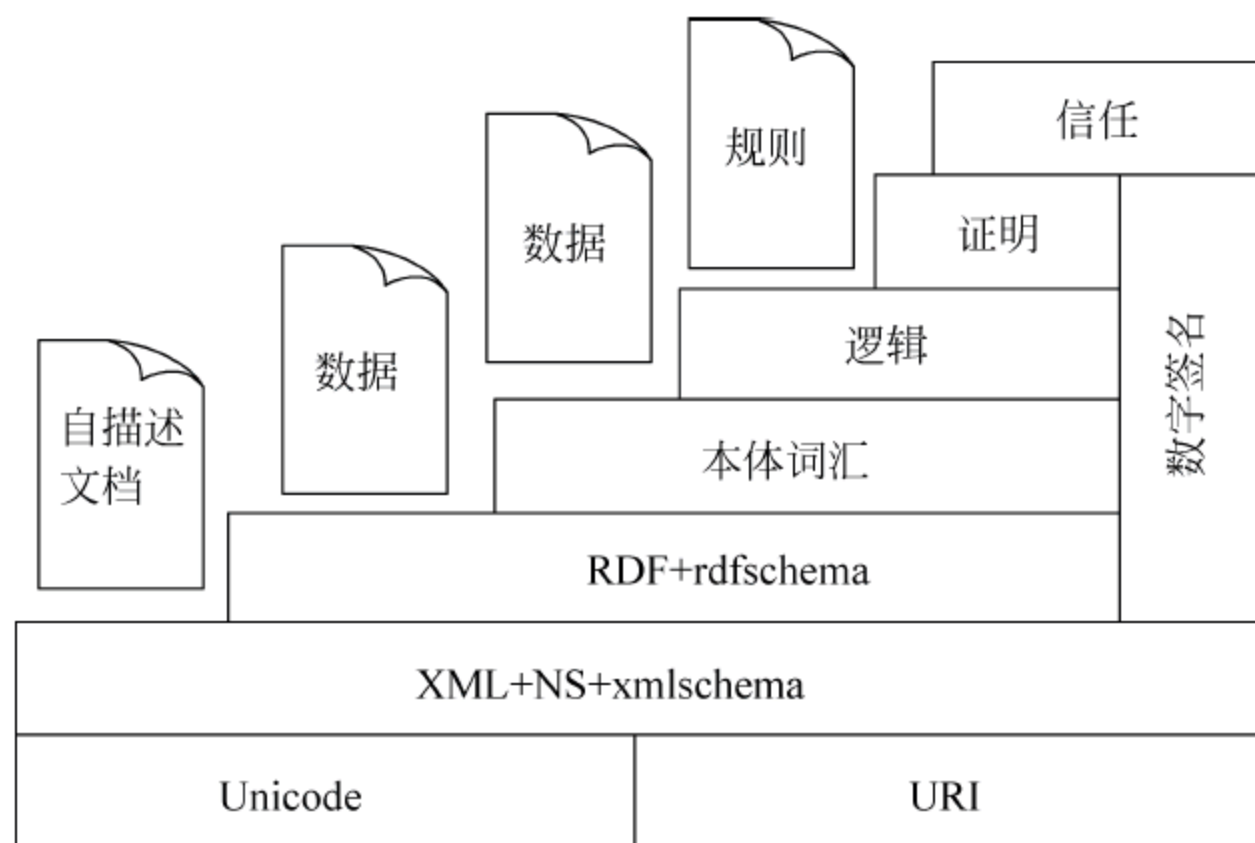 规则
信任
数据
证明
数据
逻辑
数字签名
自描述
文档
本体词汇
RDF+rdfschema
XML+NS+xmlschema
Unicode
URI